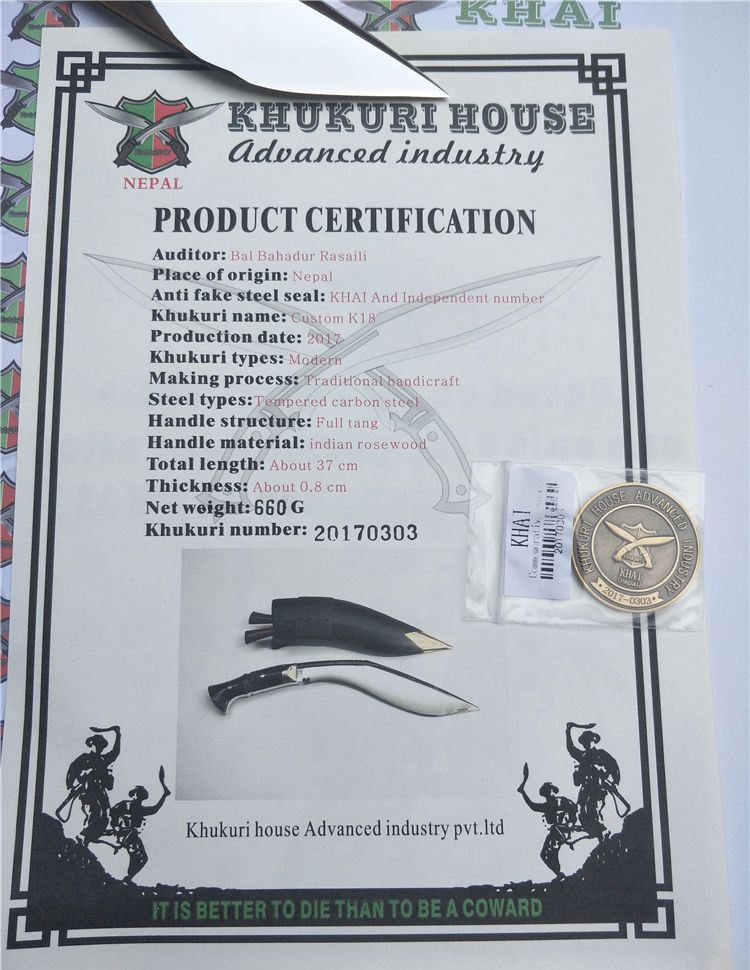 KHAI
KHUKURI HOUSE
Advanced industry
NEPAL
PRODUCT CERTIFICATION
Auditor: Bal Bahadur Rasaili
Place of origin: Nepal
Anti fake steel seal: KHAI And Independent number
Khukuri name: Custom K18
Production date: 2017
Khukuri types: Modern
Making process: Traditional handicraft
Steel types: Tempered carbon steel
Handle structure: Full tang
Handle material: indian rosewood
Total length: About 37 cm
Thickness: About 0.8 cm
Net weight: 660 G
Khukuri number: 20170303
KHAI
20170303
KHUKURI HOUSE ADVANCED INDUSTRY
KHAI
(nepal)
2017-0303
Khukuri house Advanced industry pvt.ltd
IT IS BETTER TO DIE THAN TO BE A COWARD